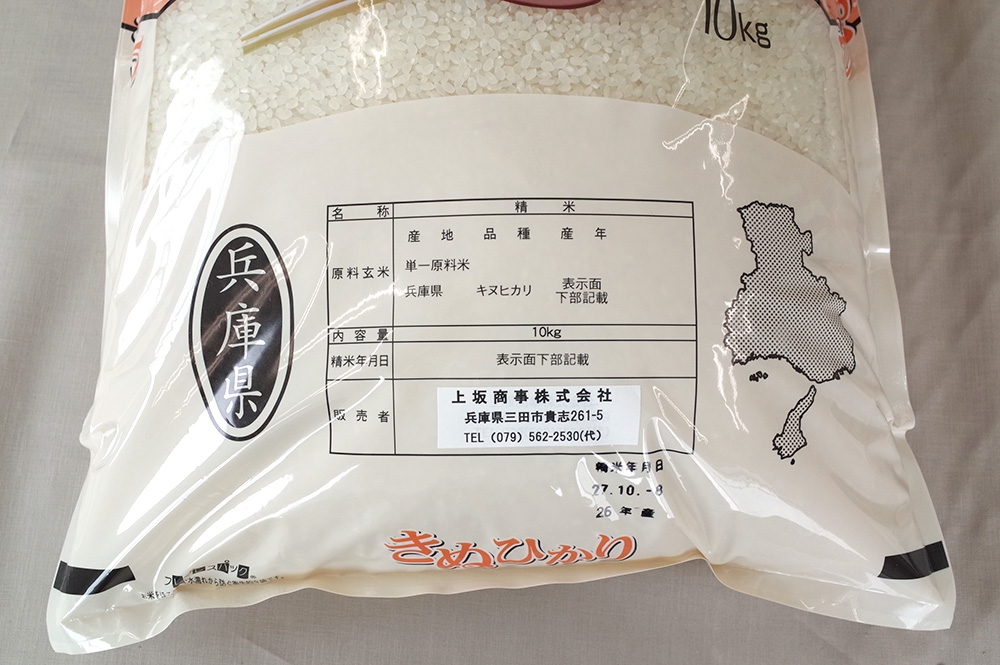 10kg
兵庫県
名称 精米
産地 品種 産年
原料玄米 単一原料米
兵庫県 キヌヒカリ 表示面下部記載
内容量 10kg
精米年月日 表示面下部記載
販売者 上坂商事株式会社
兵庫県三田市貴志261-5
TEL (079) 562-2530(代)
精米年月日
27.10.-8
26年産
きぬひかり